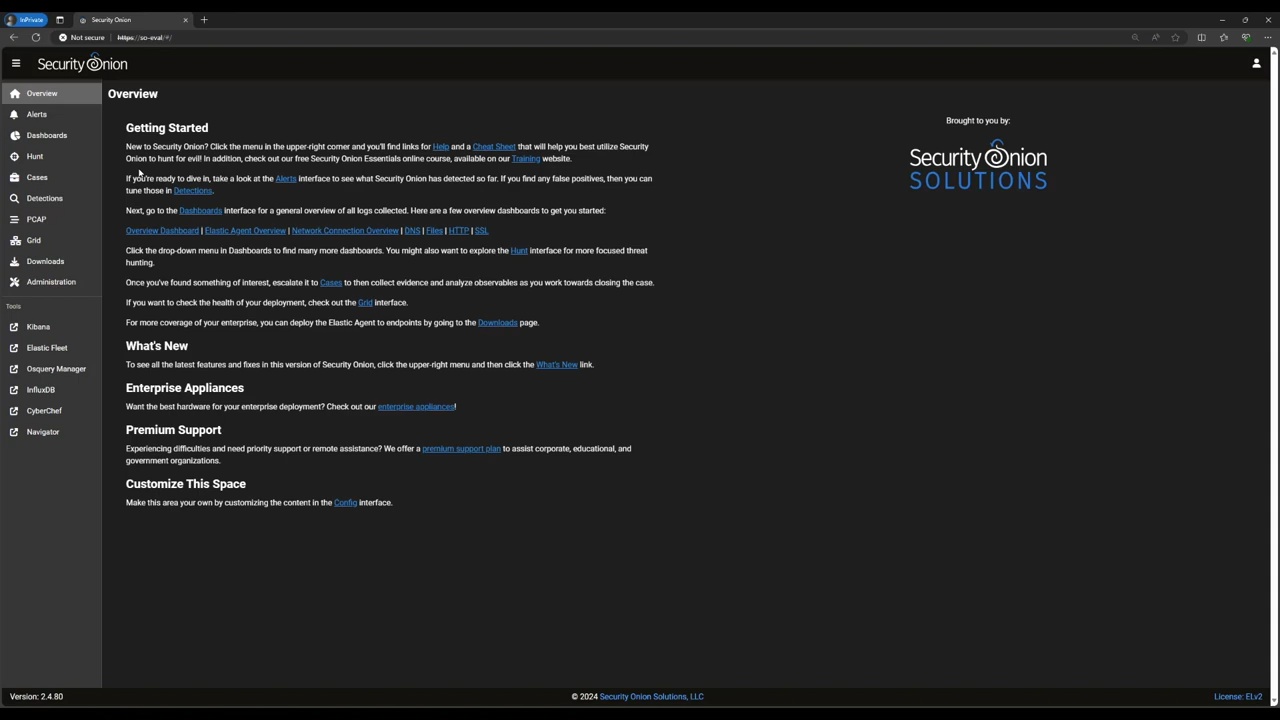 InPrivate
Security Onion
Not secure
https://so-eval/#/
Security Onion
Overview
Alerts
Dashboards
Hunt
Cases
Detections
PCAP
Grid
Downloads
Administration
Tools
Kibana
Elastic Fleet
Osquery Manager
InfluxDB
CyberChef
Navigator
Version: 2.4.80
Overview
Getting Started
New to Security Onion? Click the menu in the upper-right corner and you'll find links for Help and a Cheat Sheet that will help you best utilize Security
Onion to hunt for evil! In addition, check out our free Security Onion Essentials online course, available on our Training website.
If you're ready to dive in, take a look at the Alerts interface to see what Security Onion has detected so far. If you find any false positives, then you can
tune those in Detections.
Next, go to the Dashboards interface for a general overview of all logs collected. Here are a few overview dashboards to get you started:
Overview Dashboard | Elastic Agent Overview | Network Connection Overview | DNS | Files | HTTP | SSL
Click the drop-down menu in Dashboards to find many more dashboards. You might also want to explore the Hunt interface for more focused threat
hunting.
Once you've found something of interest, escalate it to Cases to then collect evidence and analyze observables as you work towards closing the case.
If you want to check the health of your deployment, check out the Grid interface.
For more coverage of your enterprise, you can deploy the Elastic Agent to endpoints by going to the Downloads page.
What's New
To see all the latest features and fixes in this version of Security Onion, click the upper-right menu and then click the What's New link.
Enterprise Appliances
Want the best hardware for your enterprise deployment? Check out our enterprise appliances!
Premium Support
Experiencing difficulties and need priority support or remote assistance? We offer a premium support plan to assist corporate, educational, and
government organizations.
Customize This Space
Make this area your own by customizing the content in the Config interface.
Brought to you by:
Security Onion
SOLUTIONS
© 2024 Security Onion Solutions, LLC
License: ELv2